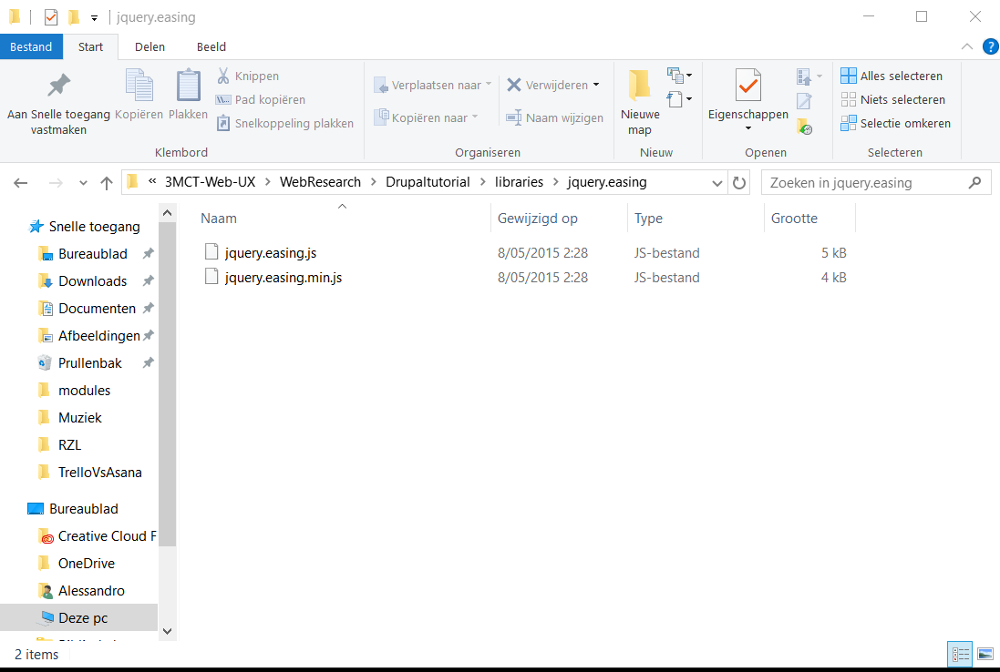 jquery.easing
Bestand Start Delen Beeld
Aan Snelle toegang vastmaken
Kopiëren
Plakken
Knippen
Pad kopiëren
Snelkoppeling plakken
Klembord
Verplaatsen naar
Kopiëren naar
Verwijderen
Naam wijzigen
Organiseren
Nieuwe map
Nieuw
Eigenschappen
Openen
Alles selecteren
Niets selecteren
Selectie omkeren
Selecteren
« 3MCT-Web-UX > WebResearch > Drupaltutorial > libraries > jquery.easing
Zoeken in jquery.easing
Snelle toegang
Bureaublad
Downloads
Documenten
Afbeeldingen
Prullenbak
modules
Muziek
RZL
TrelloVsAsana
Bureaublad
Creative Cloud F
OneDrive
Alessandro
Deze pc
Naam Gewijzigd op Type Grootte
jquery.easing.js 8/05/2015 2:28 JS-bestand 5 kB
jquery.easing.min.js 8/05/2015 2:28 JS-bestand 4 kB
2 items